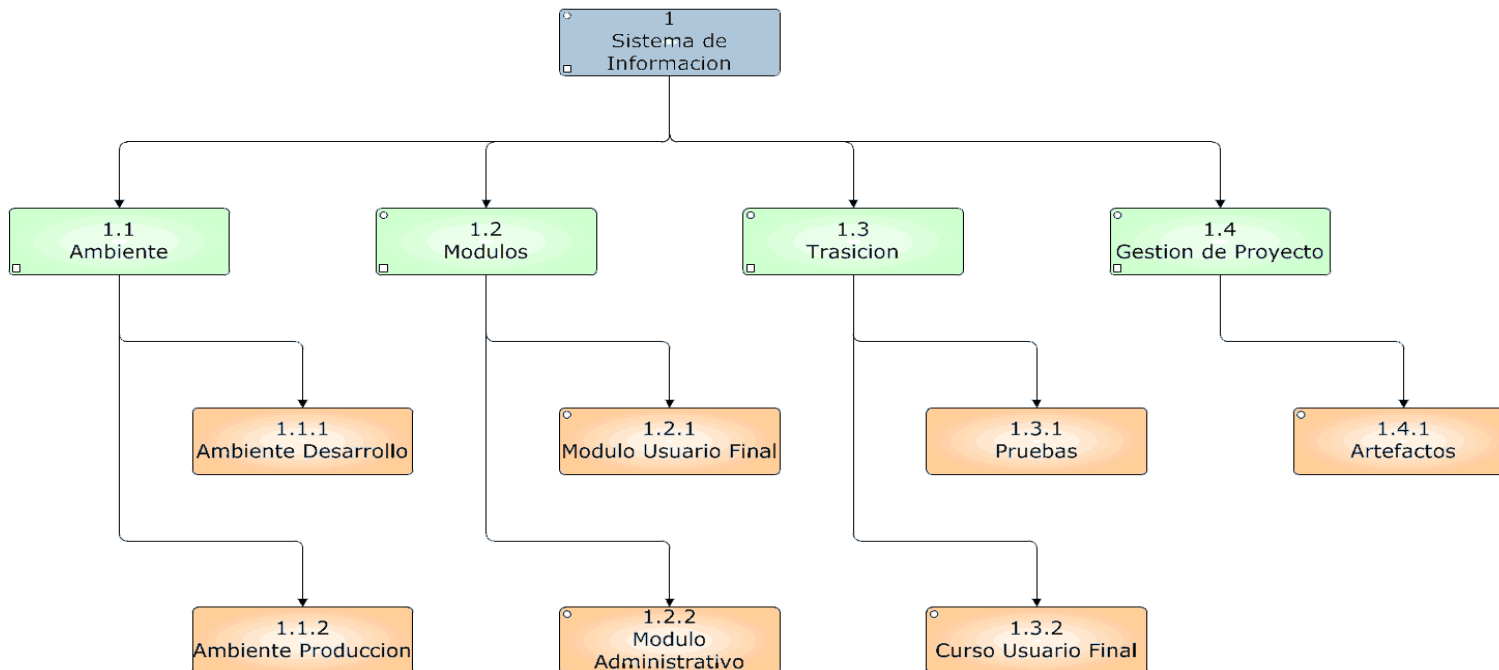 1
Sistema de
Informacion
1.1
Ambiente
1.2
Modulos
1.3
Trasicion
1.4
Gestion de Proyecto
1.1.1
Ambiente Desarrollo
1.2.1
Modulo Usuario Final
1.3.1
Pruebas
1.4.1
Artefactos
1.1.2
Ambiente Produccion
1.2.2
Modulo
Administrativo
1.3.2
Curso Usuario Final